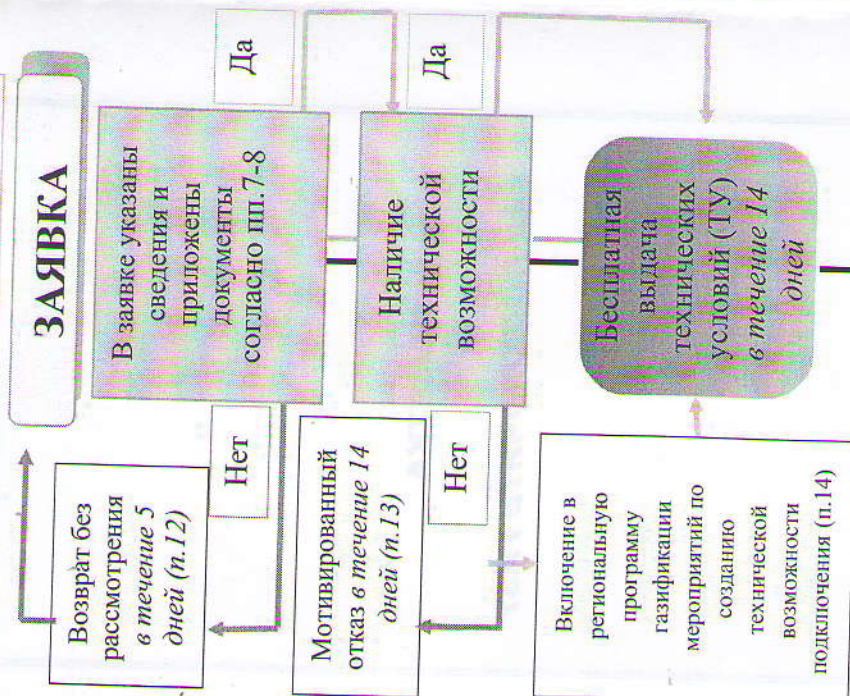 ЗАЯВКА
В заявке указаны
сведения и
приложены
документы
согласно пп.7-8
Да
Нет
Возврат без
рассмотрения
в течение 5
дней (п.12)
Наличие
технической
возможности
Да
Нет
Мотивированный
отказ в течение 14
дней (п.13)
Бесплатная
выдача
технических
условий (ТУ)
в течение 14
дней
Включение в
региональную
программу
газификации
мероприятий по
созданию
технической
возможности
подключения (п.14)